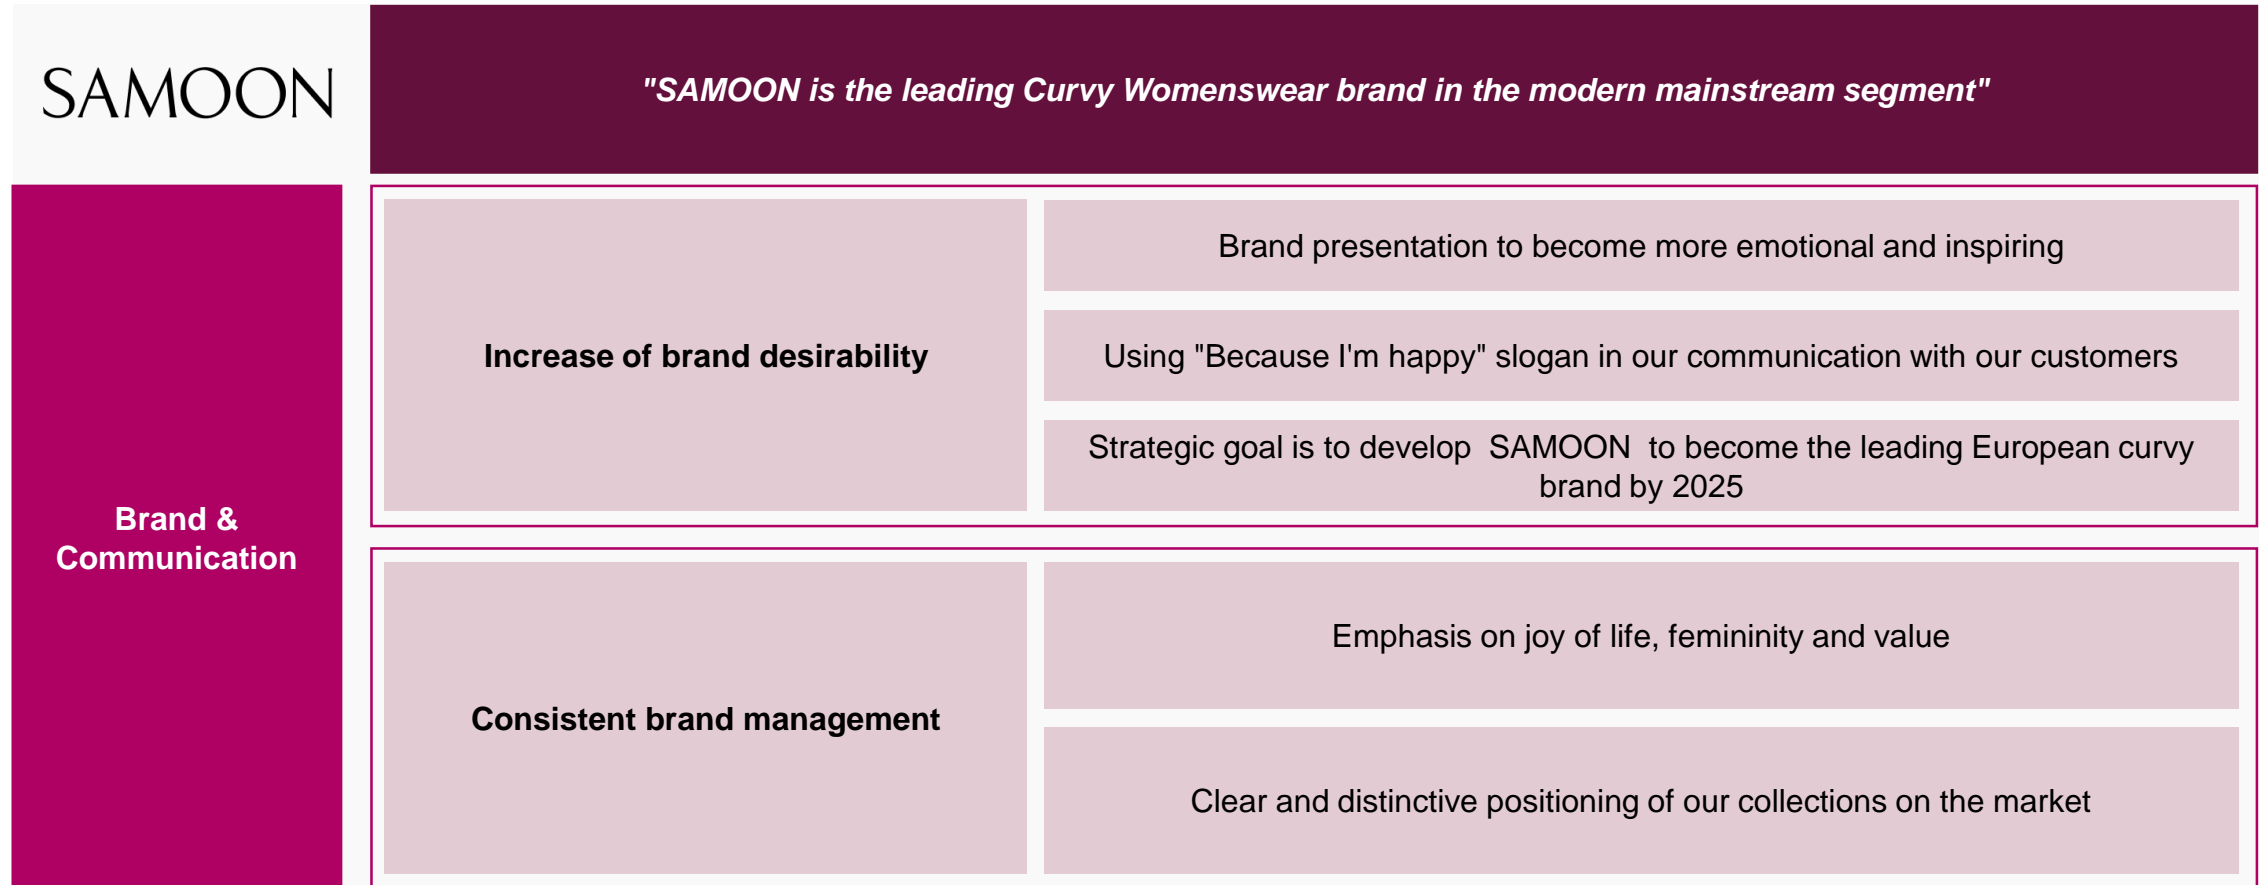 SAMOON
"SAMOON is the leading Curvy Womenswear brand in the modern mainstream segment"
Brand &
Communication
Increase of brand desirability
Brand presentation to become more emotional and inspiring
Using "Because I'm happy" slogan in our communication with our customers
Strategic goal is to develop  SAMOON  to become the leading European curvy
brand by 2025
Consistent brand management
Emphasis on joy of life, femininity and value
Clear and distinctive positioning of our collections on the market